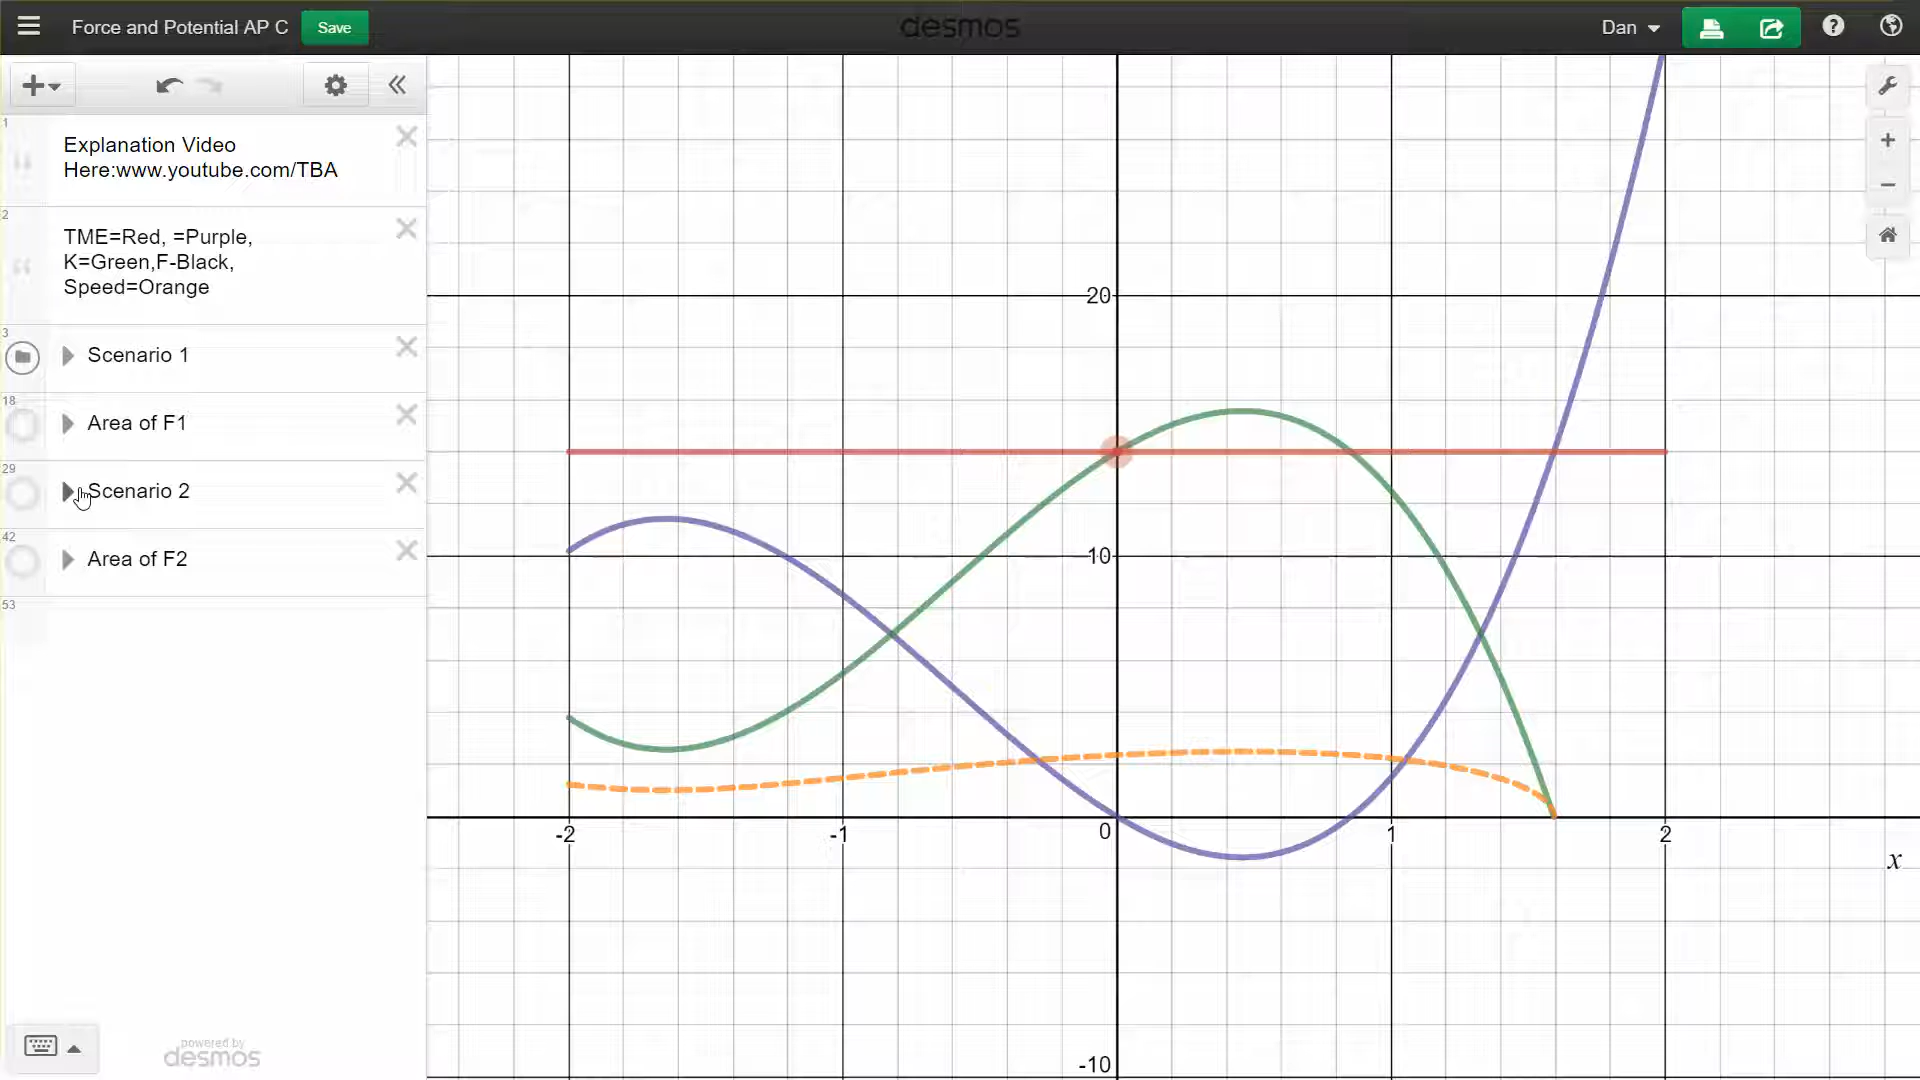 Force and Potential AP C
Save
desmos
Dan
1
Explanation Video
Here:www.youtube.com/TBA
2
TME=Red, =Purple,
K=Green,F-Black,
Speed=Orange
3
Scenario 1
18
Area of F1
29
Scenario 2
42
Area of F2
53
powered by
desmos
20
10
-2
-1
0
1
2
x
-10